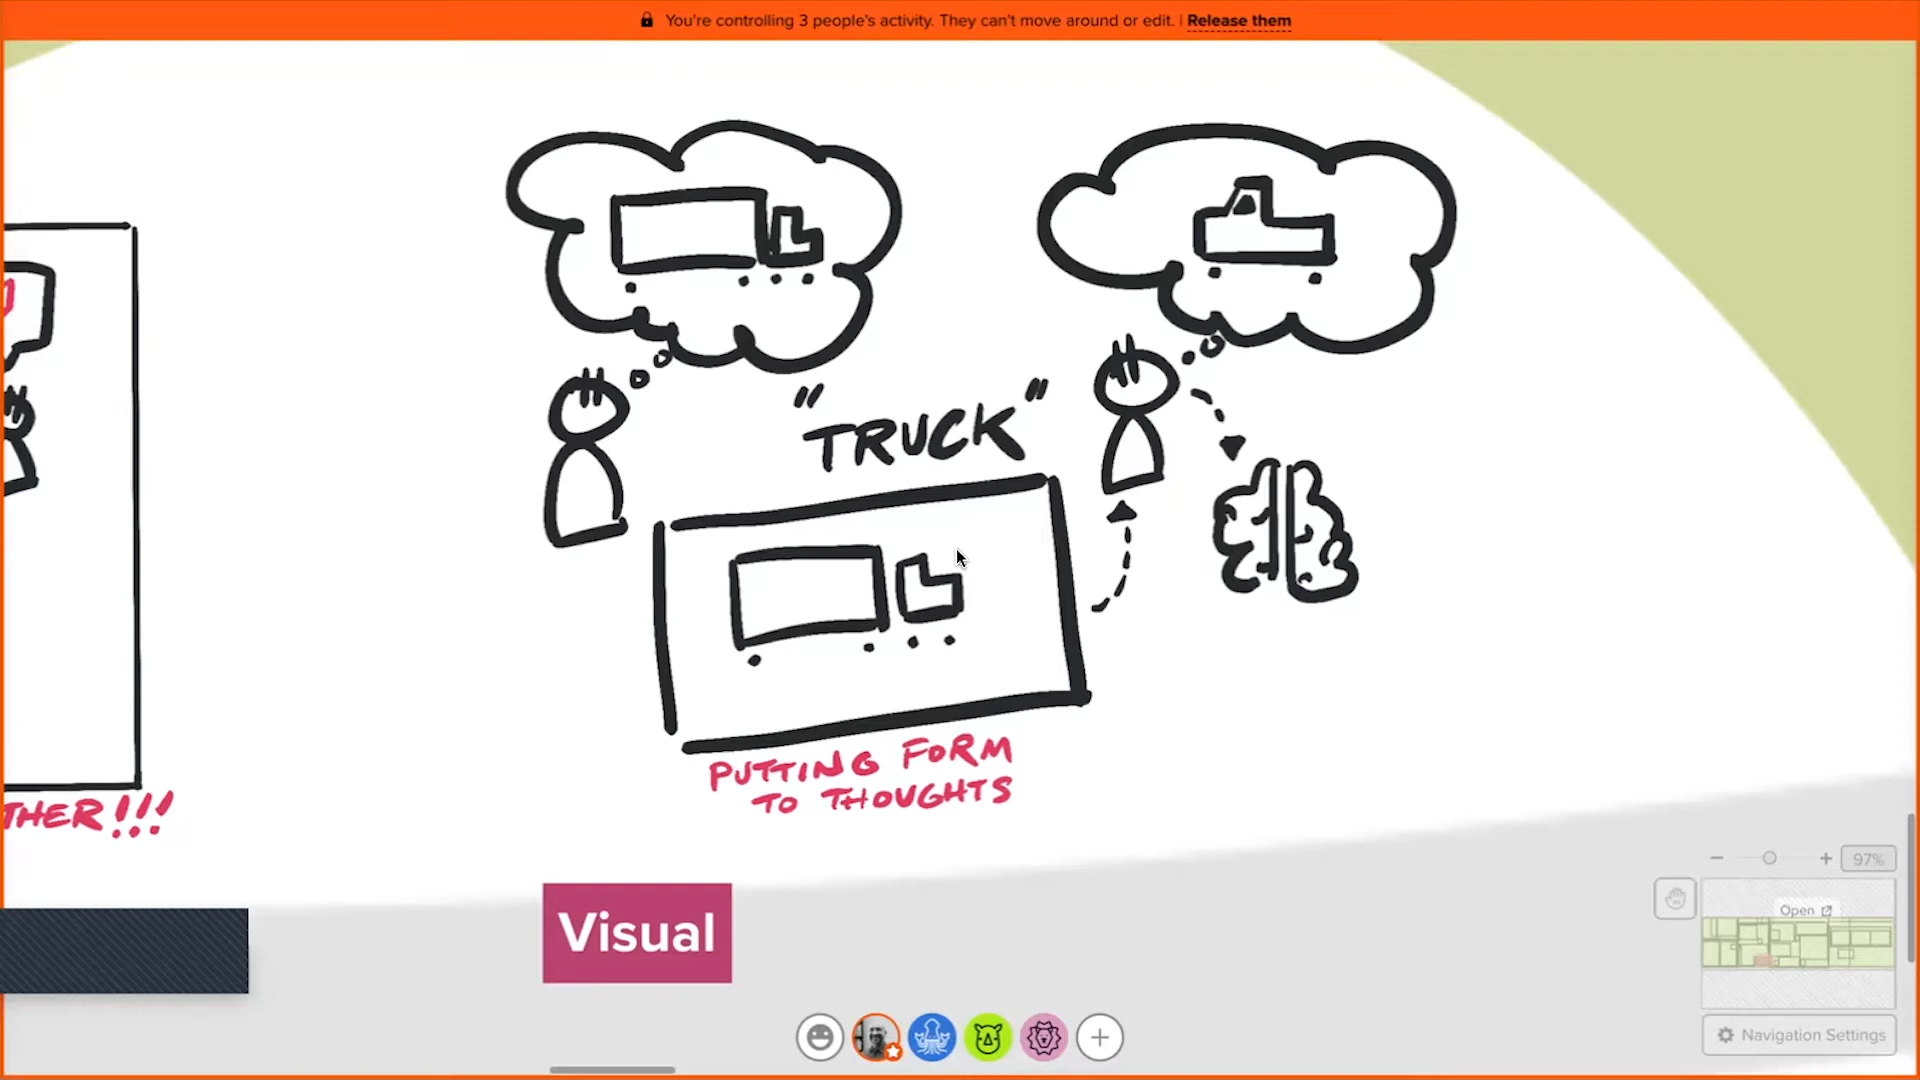 You're controlling 3 people's activity. They can't move around or edit. | Release them
"TRUCK"
PUTTING FORM
TO THOUGHTS
THER!!!
Visual
97%
Open
Navigation Settings